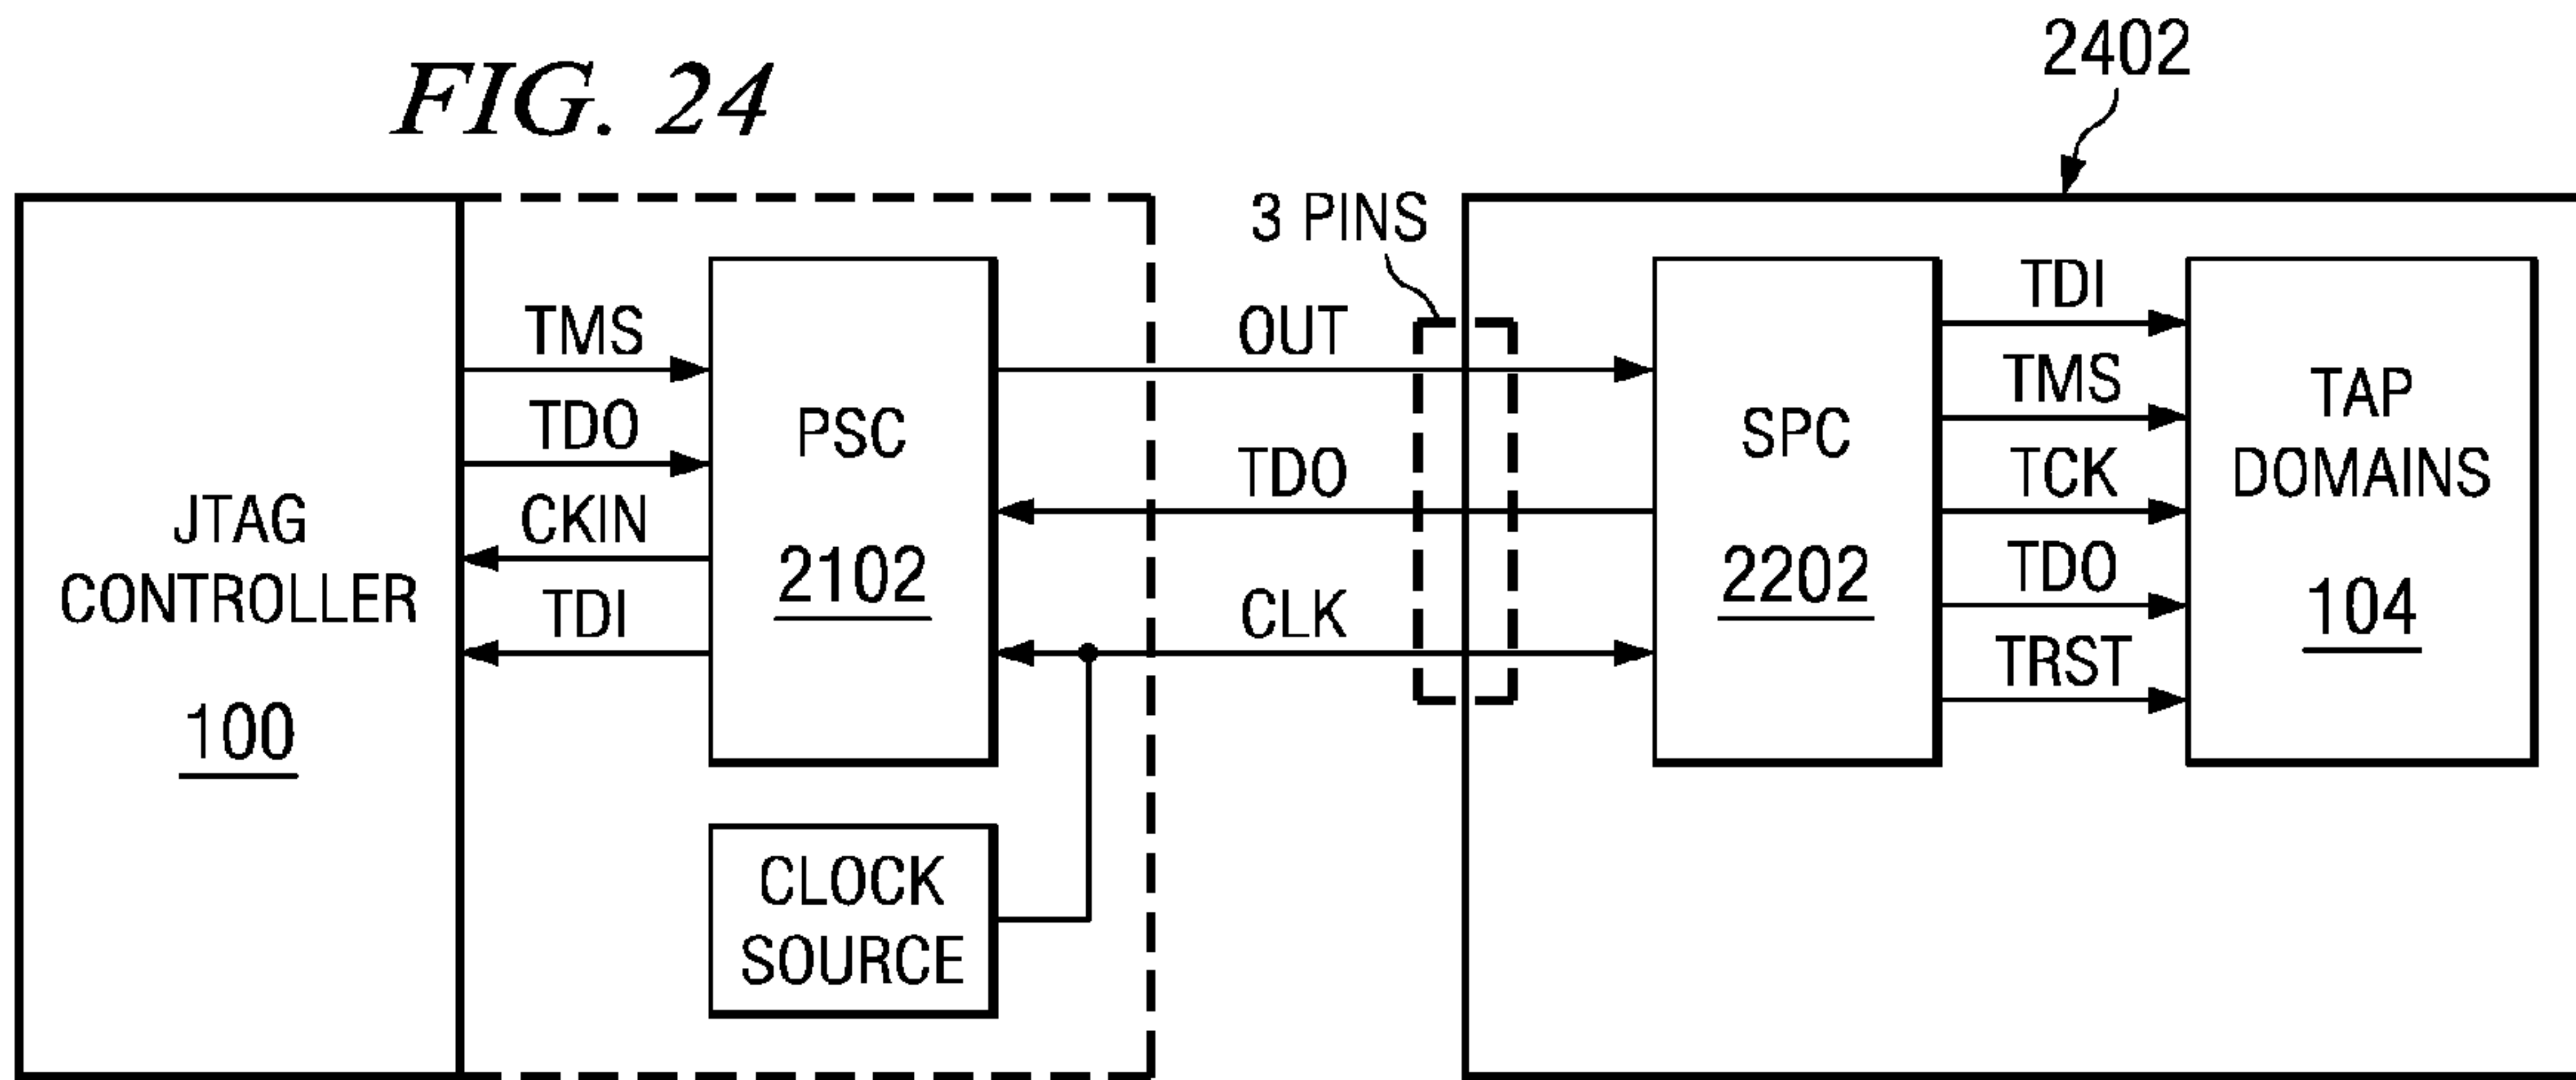 FIG. 24
2402
3 PINS
JTAG
CONTROLLER
100
TMS
TDO
CKIN
TDI
PSC
2102
CLOCK
SOURCE
OUT
TDO
CLK
SPC
2202
TDI
TMS
TCK
TDO
TRST
TAP
DOMAINS
104